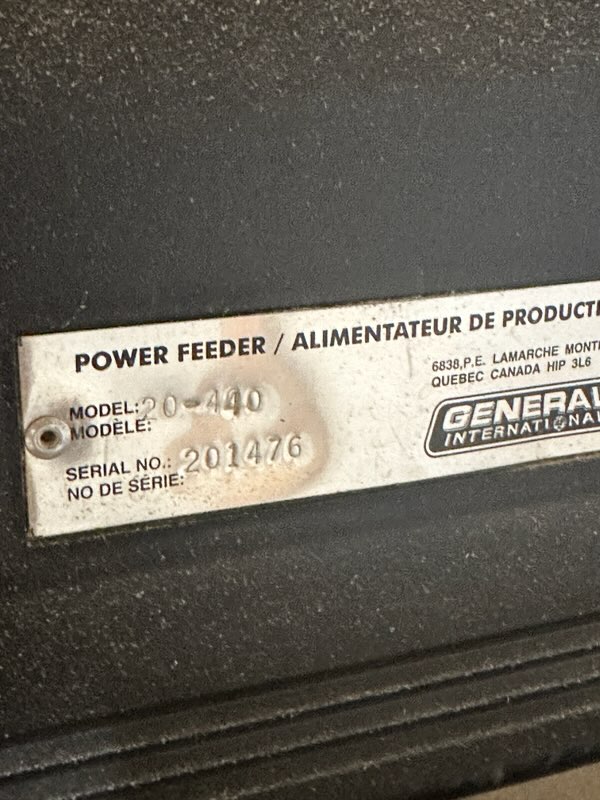 POWER FEEDER / ALIMENTATEUR DE PRODUCTI
6838,P.E. LAMARCHE MONT
QUEBEC CANADA HIP 3L6
MODEL: 20-440
MODÈLE:
GENERAL
INTERNATIONAL
SERIAL NO.: 201476
NO DE SÉRIE: